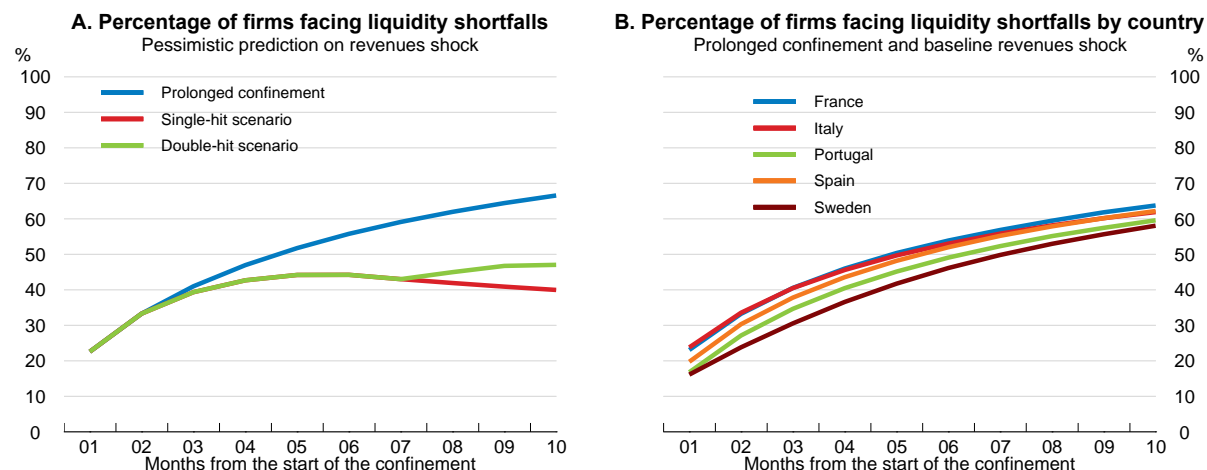 A. Percentage of firms facing liquidity shortfalls
Pessimistic prediction on revenues shock
%
100
90
80
70
60
50
40
30
20
10
0
Prolonged confinement
Single-hit scenario
Double-hit scenario
01 02 03 04 05 06 07 08 09 10
Months from the start of the confinement
B. Percentage of firms facing liquidity shortfalls by country
Prolonged confinement and baseline revenues shock
%
100
90
80
70
60
50
40
30
20
10
0
France
Italy
Portugal
Spain
Sweden
01 02 03 04 05 06 07 08 09 10
Months from the start of the confinement